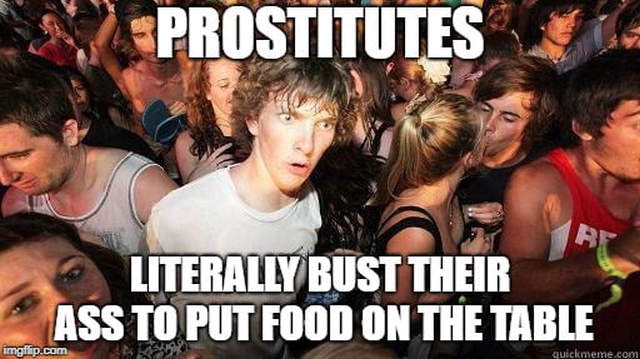 PROSTITUTES
LITERALLY BUST THEIR
ASS TO PUT FOOD ON THE TABLE
imgflip.com
quickmeme.com